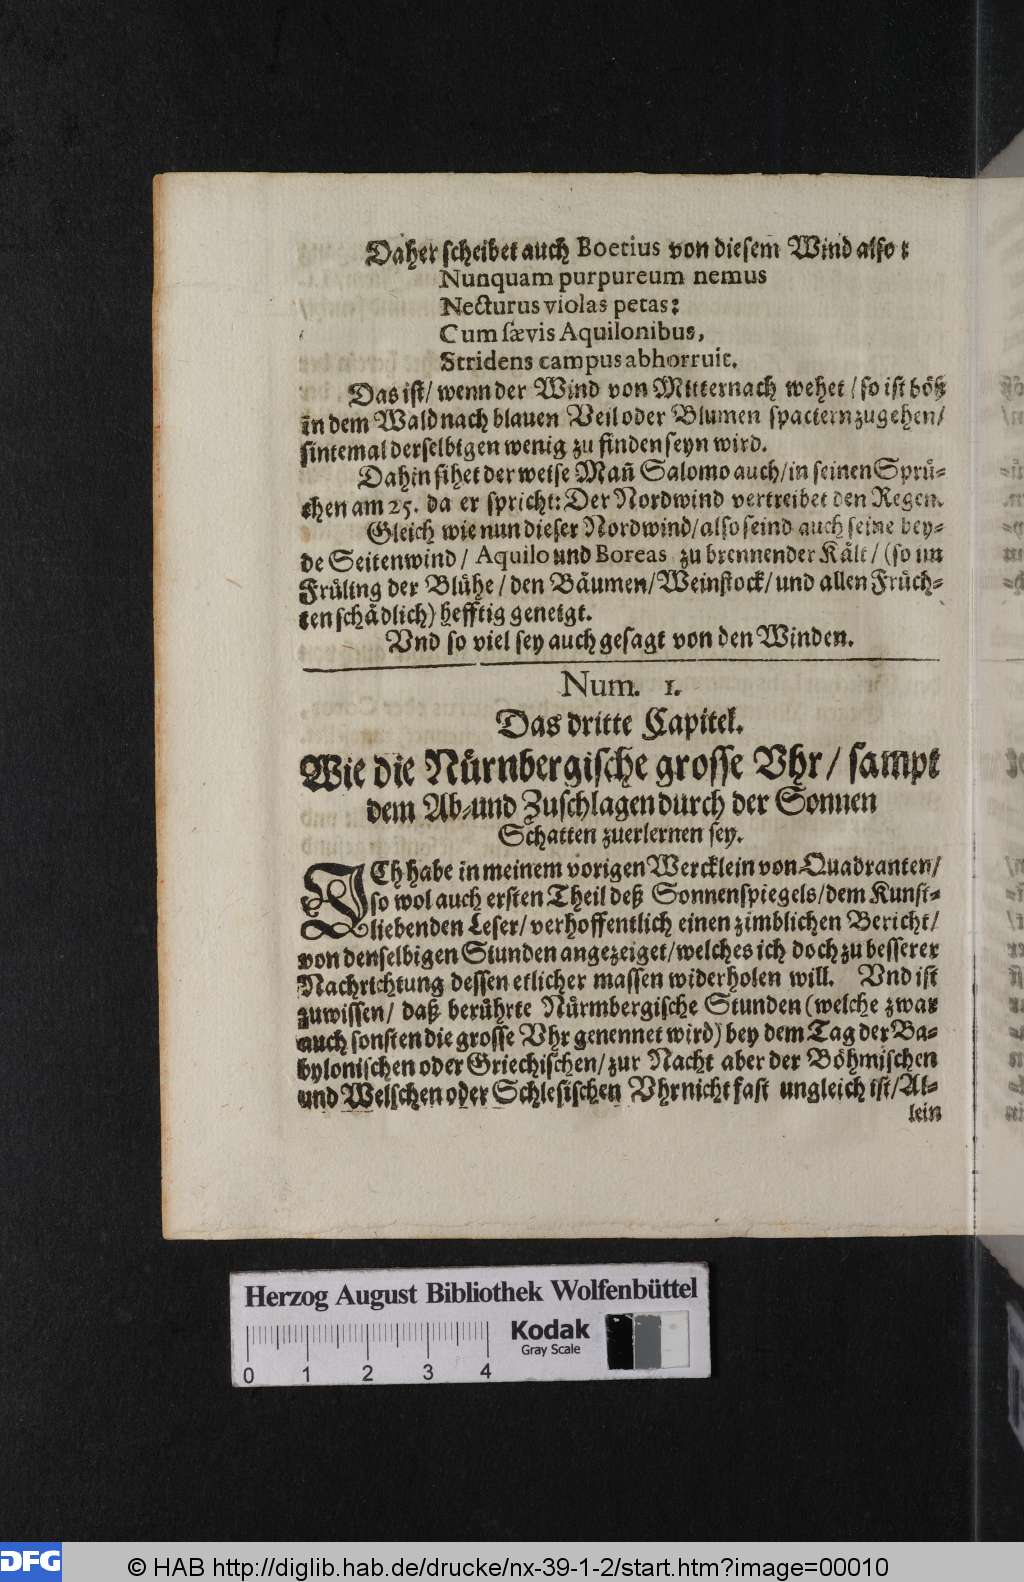 Daher scheibet auch Boetius von diesem Wind also:
Nunquam purpureum nemus
Necturus violas petas:
Cum sævis Aquilonibus,
Stridens campus abhorruit.
Das ist/ wenn der Wind von Mitternach wehet/ so ist böß
in dem Wald nach blauen Veil oder Blumen spaciern zugehen/
sintemal derselbigen wenig zu finden seyn wird.
Dahin sihet der weise Mañ Salomo auch/ in seinen Sprü-
chen am 25. da er spricht: Der Nordwind vertreibet den Regen.
Gleich wie nun dieser Nordwind/ also seind auch seine bey-
de Seitenwind/ Aquilo und Boreas zu brennender Kält/ (so im
Früling der Blühe/ den Bäumen/ Weinstock/ und allen Früch-
ten schädlich) hefftig geneigt.
Vnd so viel sey auch gesagt von den Winden.
Num. 1.
Das dritte Capitel.
Wie die Nürnbergische grosse Vhr/ sampt
dem Ab- und Zuschlagen durch der Sonnen
Schatten zuerlernen sey.
ICh habe in meinem vorigen Wercklein von Quadranten/
so wol auch ersten Theil deß Sonnenspiegels/ dem Kunst-
liebenden Leser/ verhoffentlich einen zimblichen Bericht/
von denselbigen Stunden angezeiget/ welches ich doch zu besserer
Nachrichtung dessen etlicher massen widerholen will. Vnd ist
zuwissen/ daß berührte Nürmbergische Stunden (welche zwar
auch sonsten die grosse Vhr genennet wird) bey dem Tag der Ba-
bylonischen oder Griechischen/ zur Nacht aber der Böhmischen
und Welschen oder Schlesischen Vhr nicht fast ungleich ist/ Al-
lein
Herzog August Bibliothek Wolfenbüttel
Kodak
Gray Scale
0 1 2 3 4
DFG © HAB http://diglib.hab.de/drucke/nx-39-1-2/start.htm?image=00010